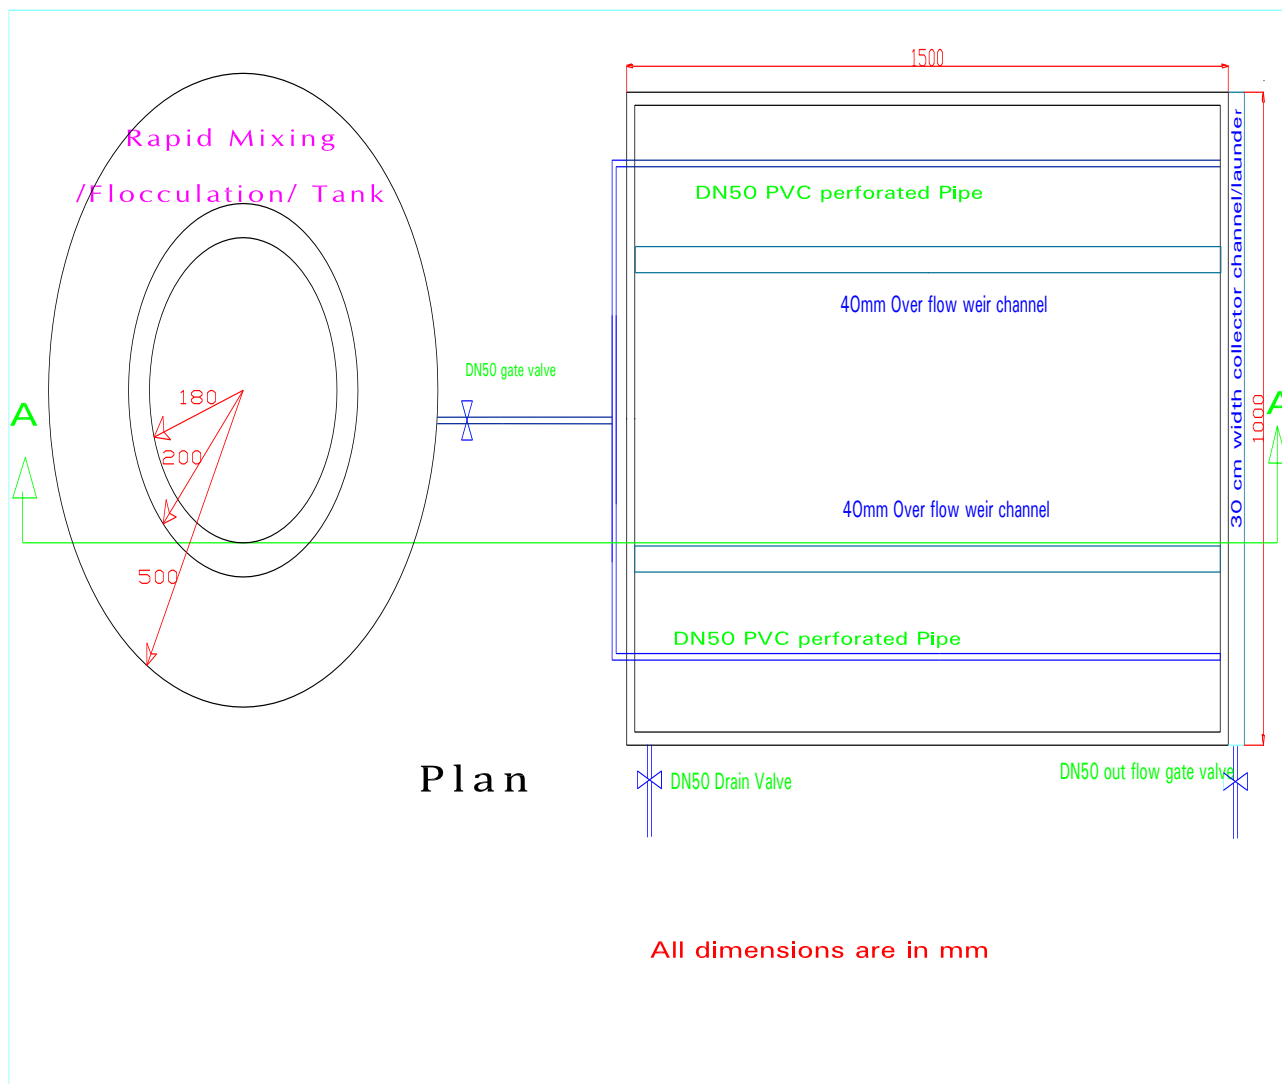 1500
Rapid Mixing
/Flocculation/ Tank
DN50 PVC perforated Pipe
30 cm width collector channel/launder
40mm Over flow weir channel
DN50 gate valve
180
A
A
1000
200
40mm Over flow weir channel
500
DN50 PVC perforated Pipe
Plan
DN50 Drain Valve
DN50 out flow gate valve
All dimensions are in mm